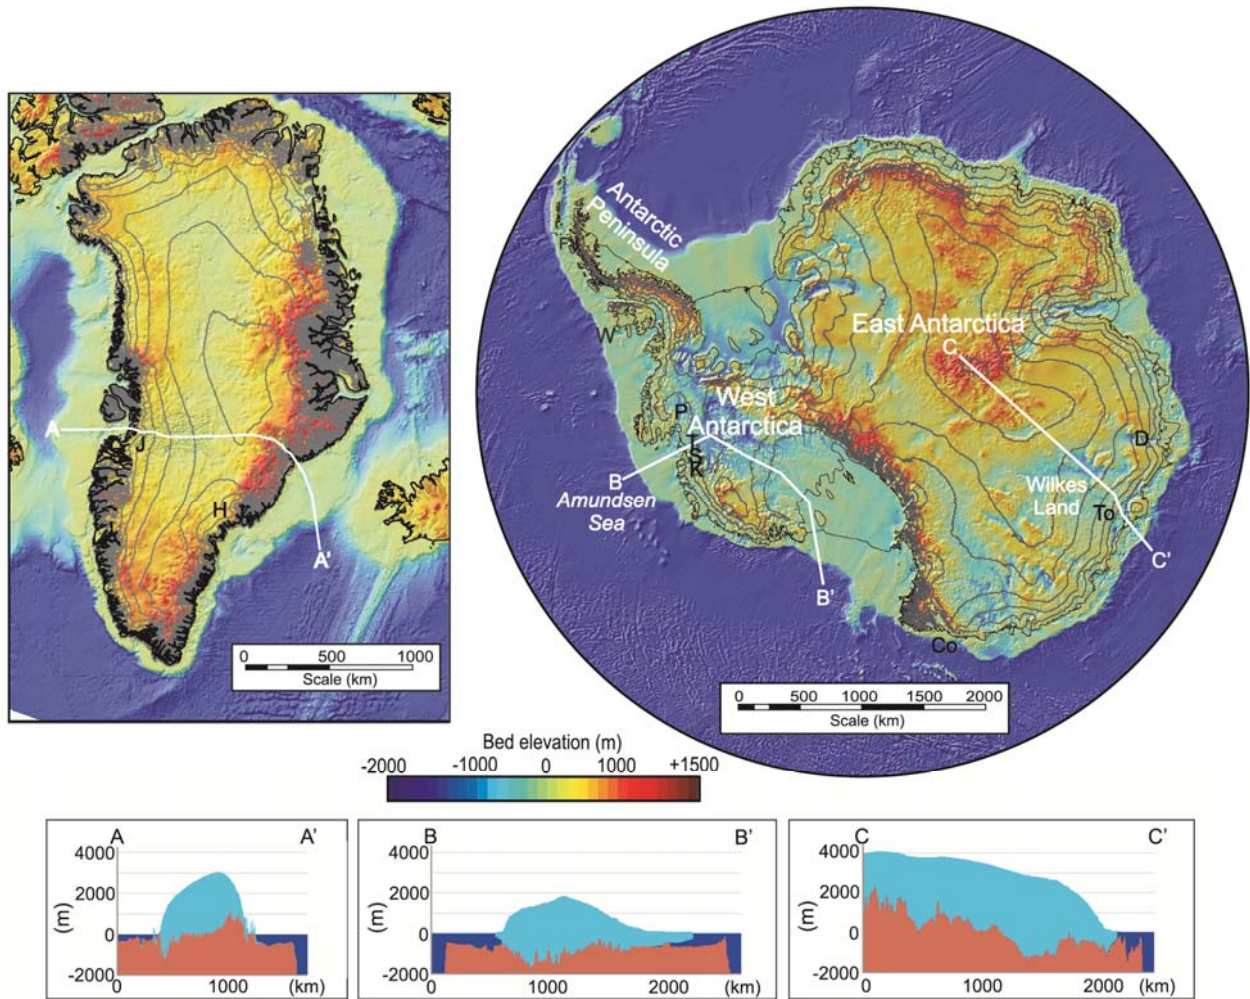 Antarctic
Peninsula
F
W
East Antarctica
C
West
Antarctica
P
T
S
K
B
Amundsen
Sea
D
Wilkes
Land
To
C'
B'
Co
A
J
H
A'
0 500 1000
Scale (km)
0 500 1000 1500 2000
Scale (km)
Bed elevation (m)
-2000 -1000 0 1000 +1500
A A'
4000
2000
0
-2000
(m)
0 1000 (km)
B B'
4000
2000
0
-2000
(m)
0 1000 2000 (km)
C C'
4000
2000
0
-2000
(m)
0 1000 2000 (km)